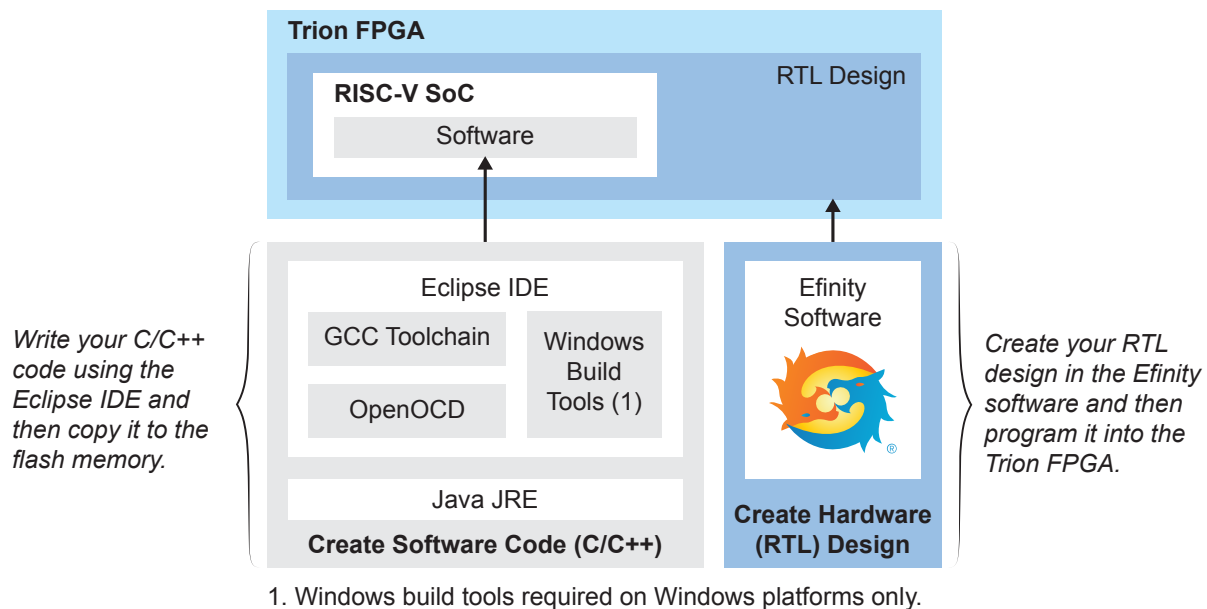 Trion FPGA
RTL Design
RISC-V SoC
Software
Write your C/C++
code using the
Eclipse IDE and
then copy it to the
flash memory.
Eclipse IDE
GCC Toolchain
OpenOCD
Windows
Build
Tools (1)
Java JRE
Create Software Code (C/C++)
Efinity
Software
®
Create Hardware
(RTL) Design
Create your RTL
design in the Efinity
software and then
program it into the
Trion FPGA.
1. Windows build tools required on Windows platforms only.